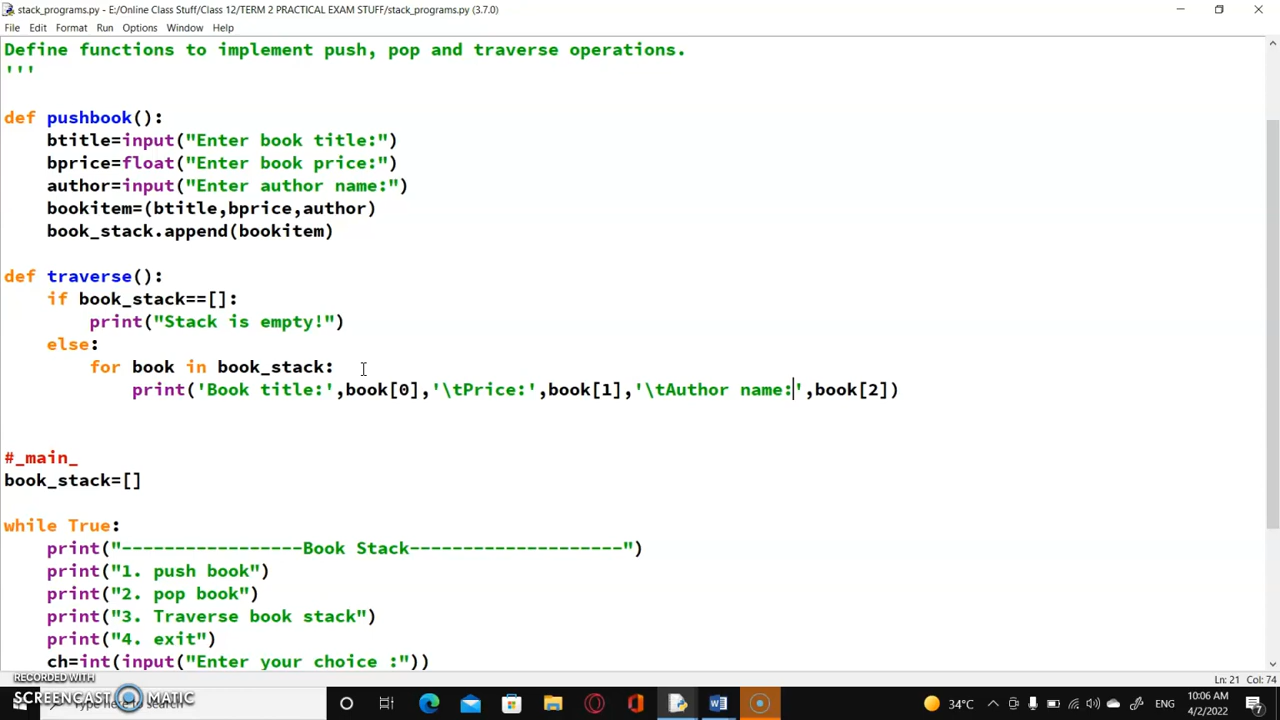 stack_programs.py - E:/Online Class Stuff/Class 12/TERM 2 PRACTICAL EXAM STUFF/stack_programs.py (3.7.0)
File Edit Format Run Options Window Help
Define functions to implement push, pop and traverse operations.
'''
def pushbook():
    btitle=input("Enter book title:")
    bprice=float("Enter book price:")
    author=input("Enter author name:")
    bookitem=(btitle,bprice,author)
    book_stack.append(bookitem)
def traverse():
    if book_stack==[]:
        print("Stack is empty!")
    else:
        for book in book_stack:
            print('Book title:',book[0],'\tPrice:',book[1],'\tAuthor name:',book[2])
#_main_
book_stack=[]
while True:
    print("-----------------Book Stack--------------------")
    print("1. push book")
    print("2. pop book")
    print("3. Traverse book stack")
    print("4. exit")
    ch=int(input("Enter your choice :"))
Ln: 21 Col: 74
RECORDED WITH
SCREENCAST MATIC
Type here to search
34°C ENG
10:06 AM
4/2/2022
7